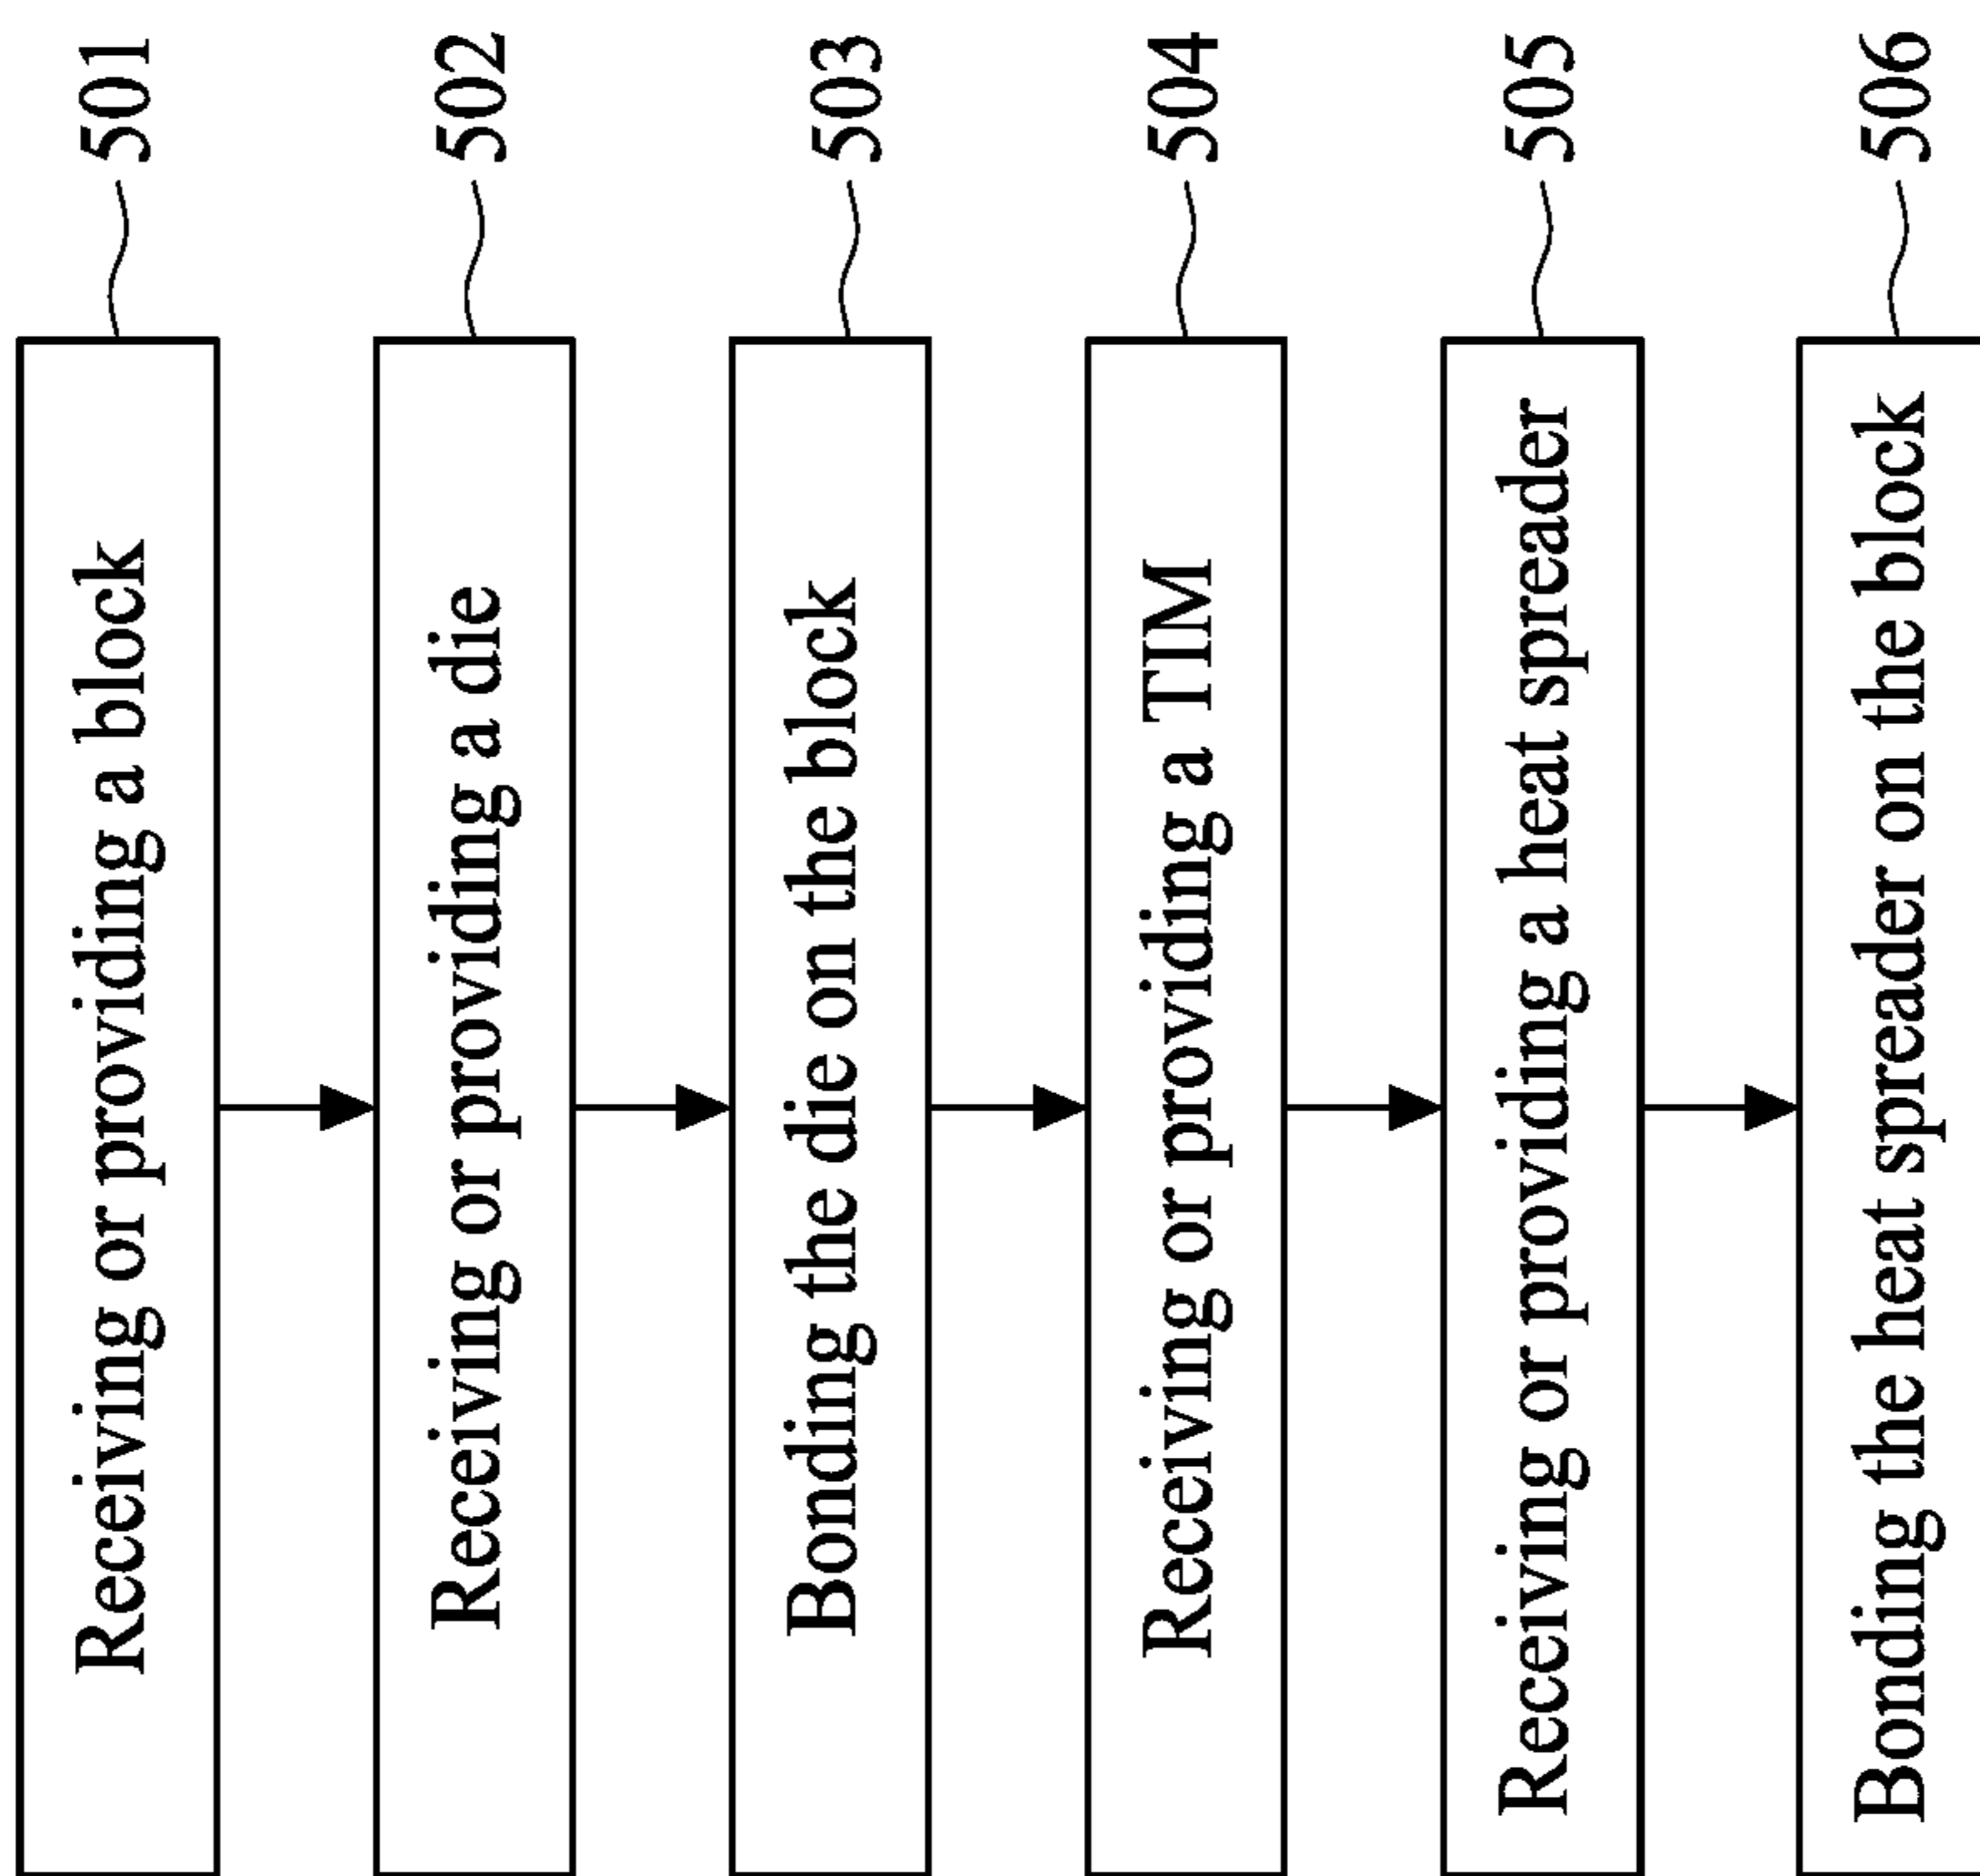 Receiving or providing a block
501
Receiving or providing a die
502
Bonding the die on the block
503
Receiving or providing a TIM
504
Receiving or providing a heat spreader
505
Bonding the heat spreader on the block
506